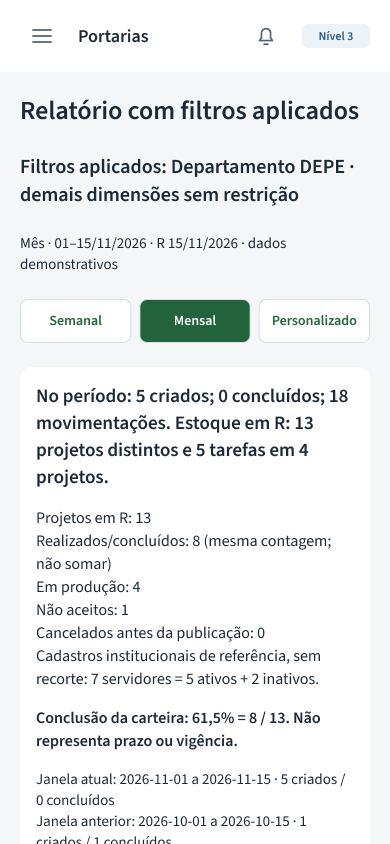 Portarias
Nível 3
Relatório com filtros aplicados
Filtros aplicados: Departamento DEPE ·
demais dimensões sem restrição
Mês · 01–15/11/2026 · R 15/11/2026 · dados
demonstrativos
Semanal
Mensal
Personalizado
No período: 5 criados; 0 concluídos; 18
movimentações. Estoque em R: 13
projetos distintos e 5 tarefas em 4
projetos.
Projetos em R: 13
Realizados/concluídos: 8 (mesma contagem;
não somar)
Em produção: 4
Não aceitos: 1
Cancelados antes da publicação: 0
Cadastros institucionais de referência, sem
recorte: 7 servidores = 5 ativos + 2 inativos.
Conclusão da carteira: 61,5% = 8 / 13. Não
representa prazo ou vigência.
Janela atual: 2026-11-01 a 2026-11-15 · 5 criados /
0 concluídos
Janela anterior: 2026-10-01 a 2026-10-15 · 1
criados / 1 concluídos